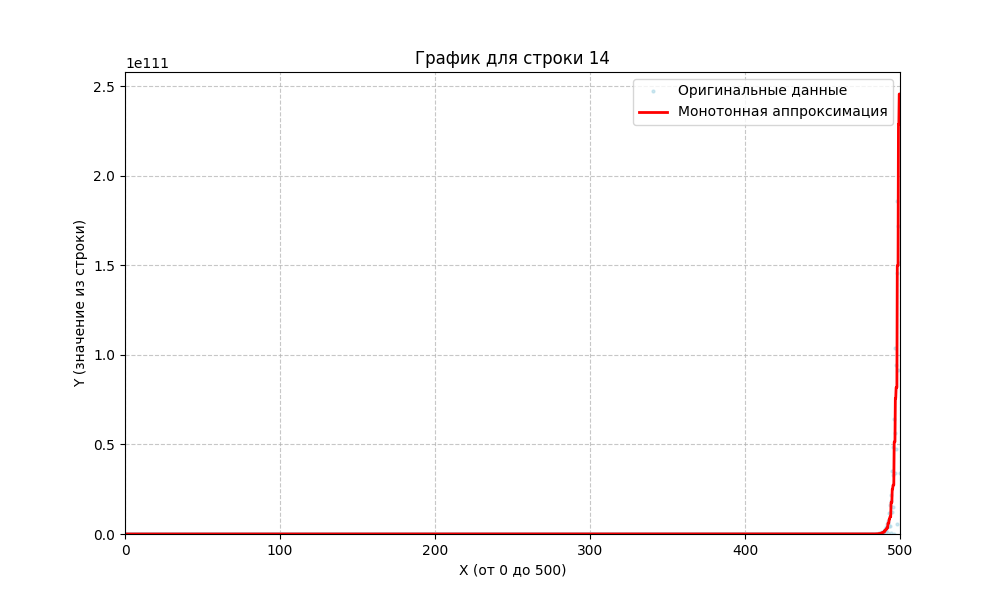 График для строки 14
1e111
Оригинальные данные
Монотонная аппроксимация
2.5
2.0
1.5
1.0
0.5
0.0
Y (значение из строки)
0 100 200 300 400 500
X (от 0 до 500)